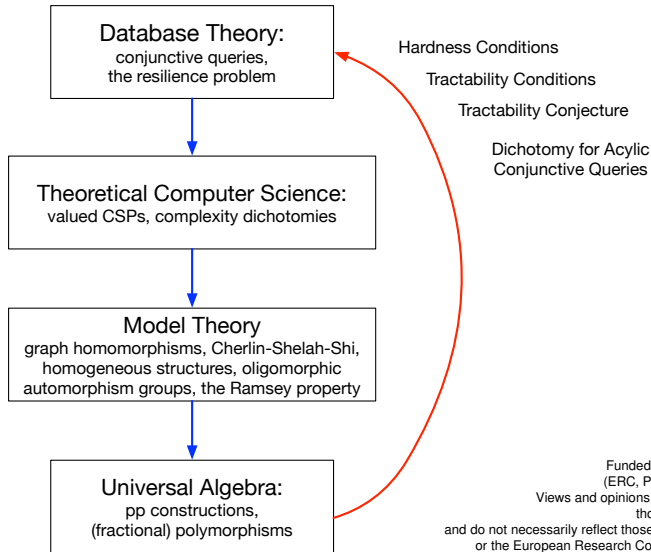 Database Theory:
conjunctive queries,
the resilience problem
Hardness Conditions
Tractability Conditions
Tractability Conjecture
Dichotomy for Acylic
Conjunctive Queries
Theoretical Computer Science:
valued CSPs, complexity dichotomies
Model Theory
graph homomorphisms, Cherlin-Shelah-Shi,
homogeneous structures, oligomorphic
automorphism groups, the Ramsey property
Universal Algebra:
pp constructions,
(fractional) polymorphisms
Funded
(ERC, P
Views and opinions
tho
and do not necessarily reflect those
or the European Research Co